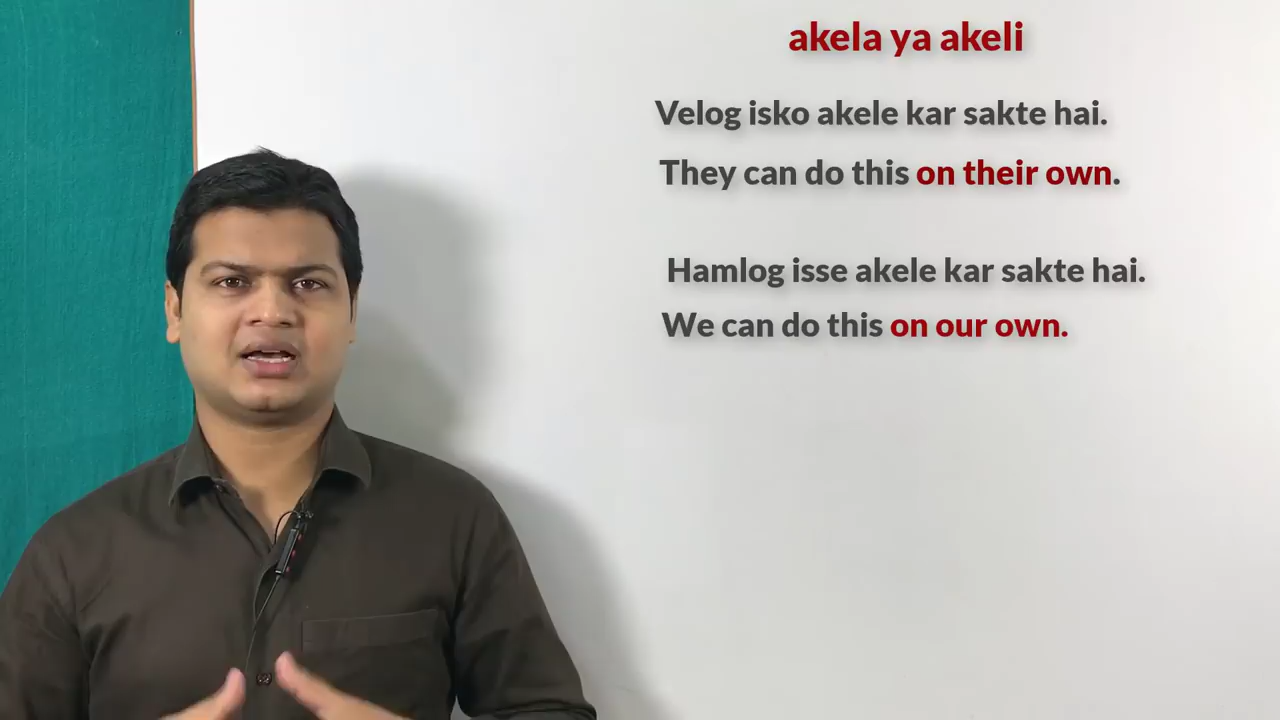 akela ya akeli
Velog isko akele kar sakte hai.
They can do this on their own.
Hamlog isse akele kar sakte hai.
We can do this on our own.